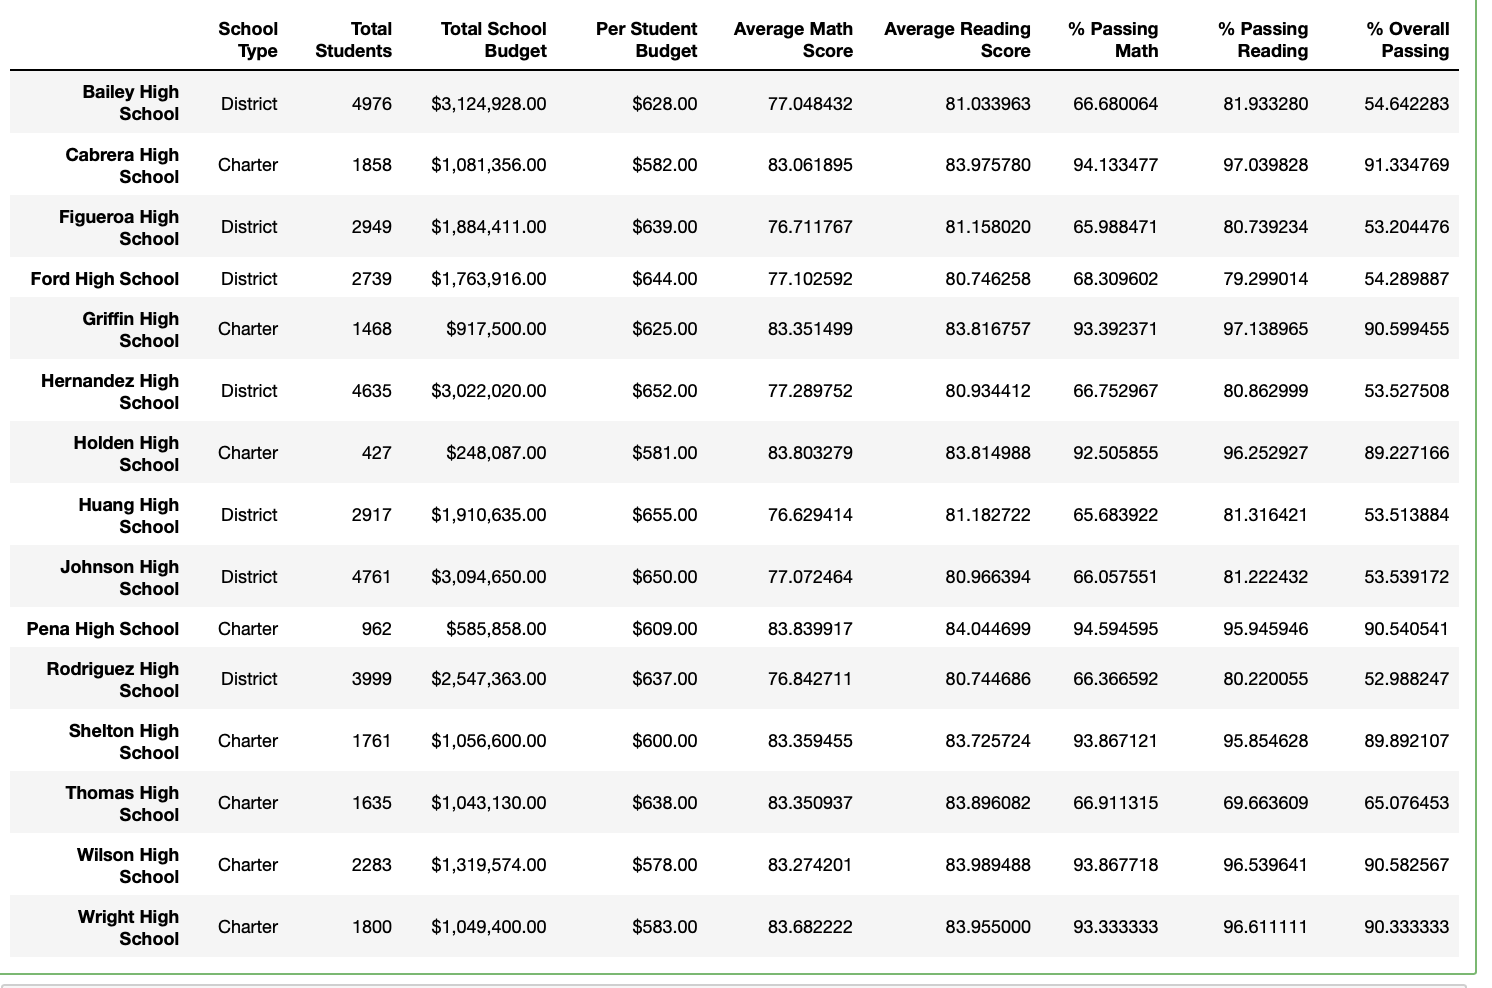 School Type Total Students Total School Budget Per Student Budget Average Math Score Average Reading Score % Passing Math % Passing Reading % Overall Passing
Bailey High School District 4976 $3,124,928.00 $628.00 77.048432 81.033963 66.680064 81.933280 54.642283
Cabrera High School Charter 1858 $1,081,356.00 $582.00 83.061895 83.975780 94.133477 97.039828 91.334769
Figueroa High School District 2949 $1,884,411.00 $639.00 76.711767 81.158020 65.988471 80.739234 53.204476
Ford High School District 2739 $1,763,916.00 $644.00 77.102592 80.746258 68.309602 79.299014 54.289887
Griffin High School Charter 1468 $917,500.00 $625.00 83.351499 83.816757 93.392371 97.138965 90.599455
Hernandez High School District 4635 $3,022,020.00 $652.00 77.289752 80.934412 66.752967 80.862999 53.527508
Holden High School Charter 427 $248,087.00 $581.00 83.803279 83.814988 92.505855 96.252927 89.227166
Huang High School District 2917 $1,910,635.00 $655.00 76.629414 81.182722 65.683922 81.316421 53.513884
Johnson High School District 4761 $3,094,650.00 $650.00 77.072464 80.966394 66.057551 81.222432 53.539172
Pena High School Charter 962 $585,858.00 $609.00 83.839917 84.044699 94.594595 95.945946 90.540541
Rodriguez High School District 3999 $2,547,363.00 $637.00 76.842711 80.744686 66.366592 80.220055 52.988247
Shelton High School Charter 1761 $1,056,600.00 $600.00 83.359455 83.725724 93.867121 95.854628 89.892107
Thomas High School Charter 1635 $1,043,130.00 $638.00 83.350937 83.896082 66.911315 69.663609 65.076453
Wilson High School Charter 2283 $1,319,574.00 $578.00 83.274201 83.989488 93.867718 96.539641 90.582567
Wright High School Charter 1800 $1,049,400.00 $583.00 83.682222 83.955000 93.333333 96.611111 90.333333